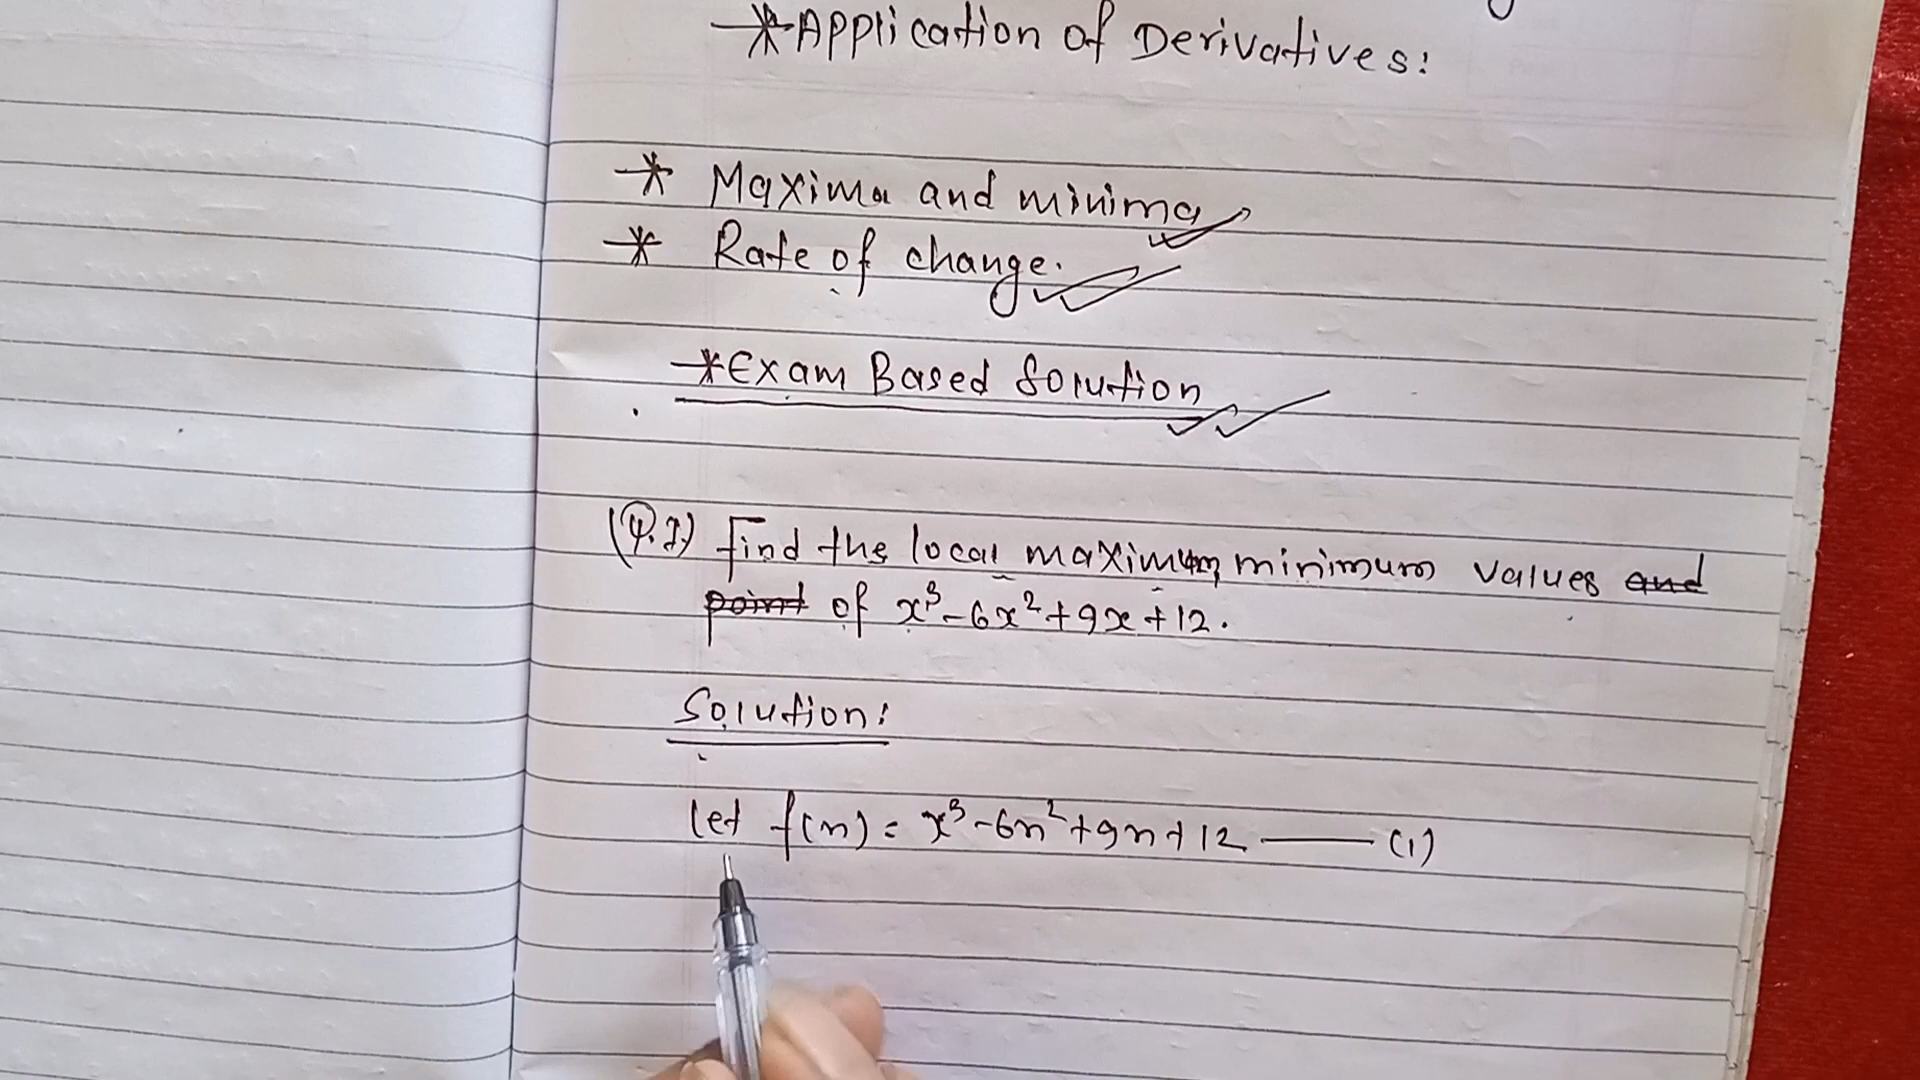 * Application of Derivatives:
* Maxima and minima
* Rate of change.
* Exam Based Solution
find the local maximum minimum values and
point of x³-6x²+9x+12.
Solution:
let f(x) = x³-6x²+9x+12 —— (1)